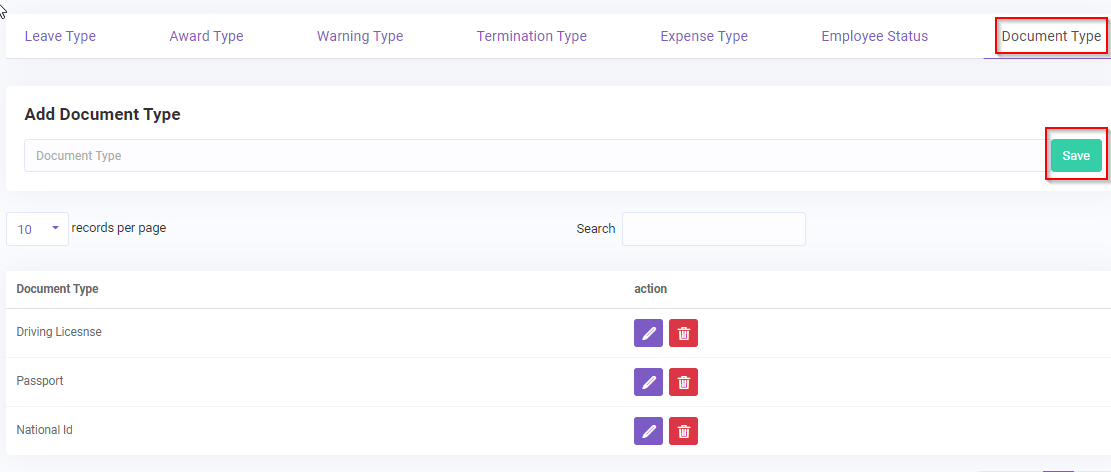 Leave Type Award Type Warning Type Termination Type Expense Type Employee Status Document Type
Add Document Type
Document Type Save
10 records per page Search
Document Type action
Driving Licesnse
Passport
National Id